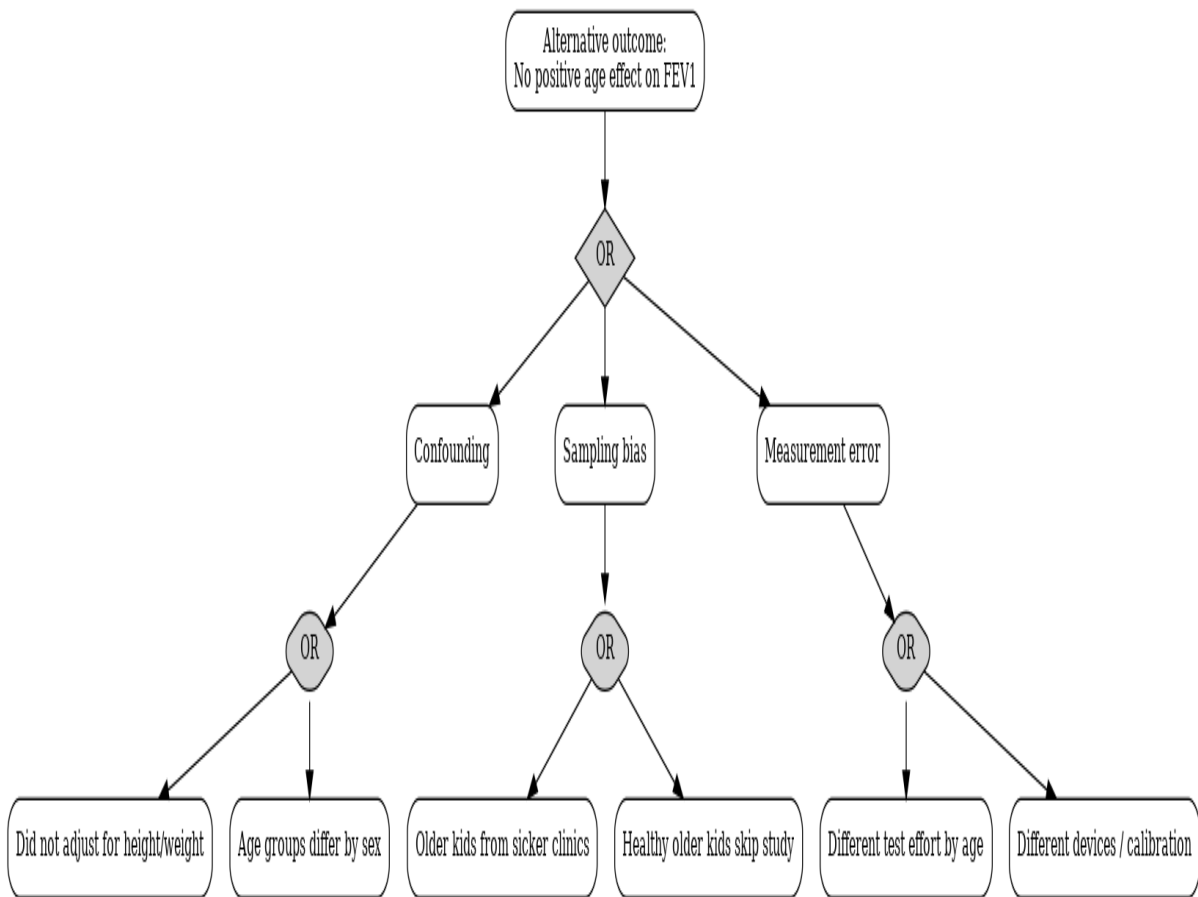 Alternative outcome:
No positive age effect on FEV1
OR
Confounding
Sampling bias
Measurement error
OR
OR
OR
Did not adjust for height/weight
Age groups differ by sex
Older kids from sicker clinics
Healthy older kids skip study
Different test effort by age
Different devices / calibration